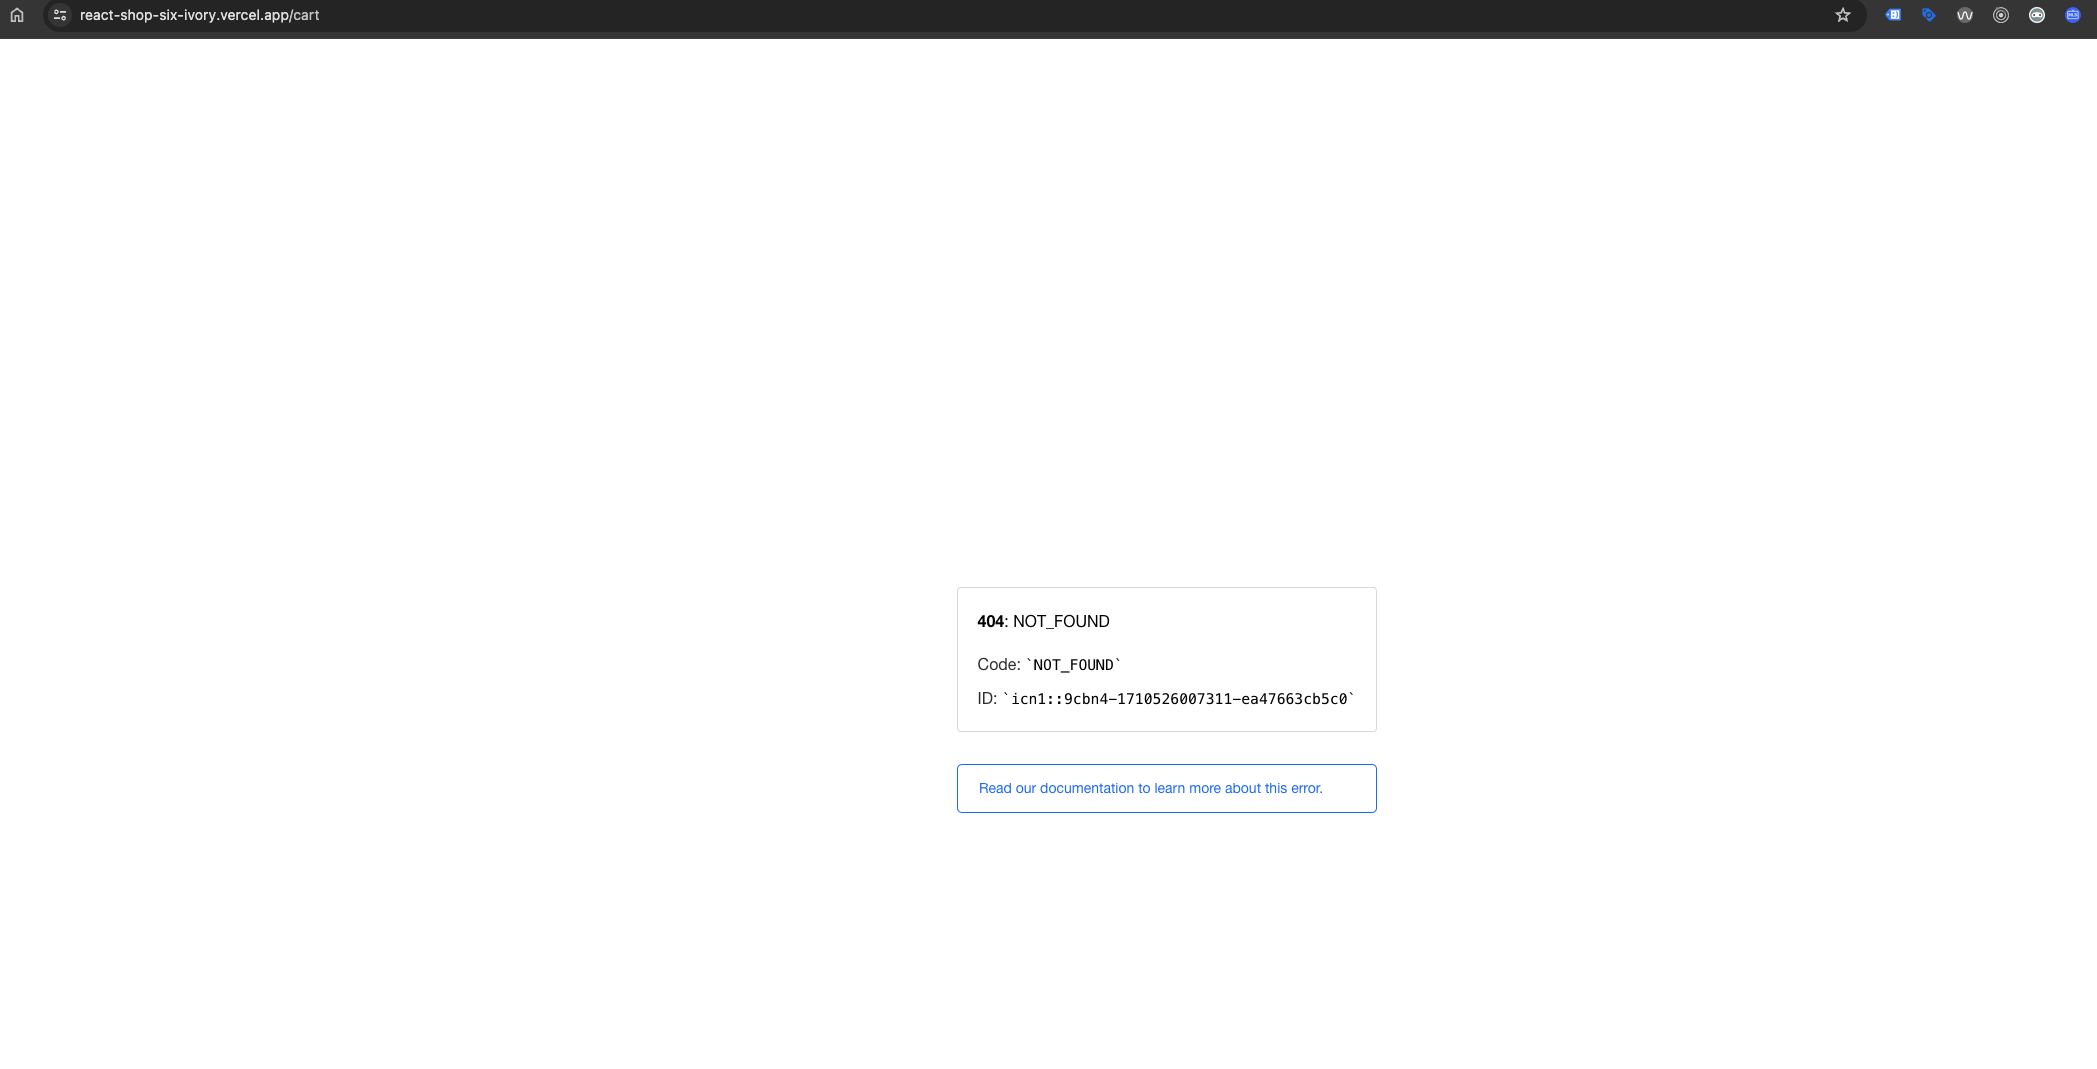 react-shop-six-ivory.vercel.app/cart
404: NOT_FOUND
Code: `NOT_FOUND`
ID: `icn1::9cbn4-1710526007311-ea47663cb5c0`
Read our documentation to learn more about this error.